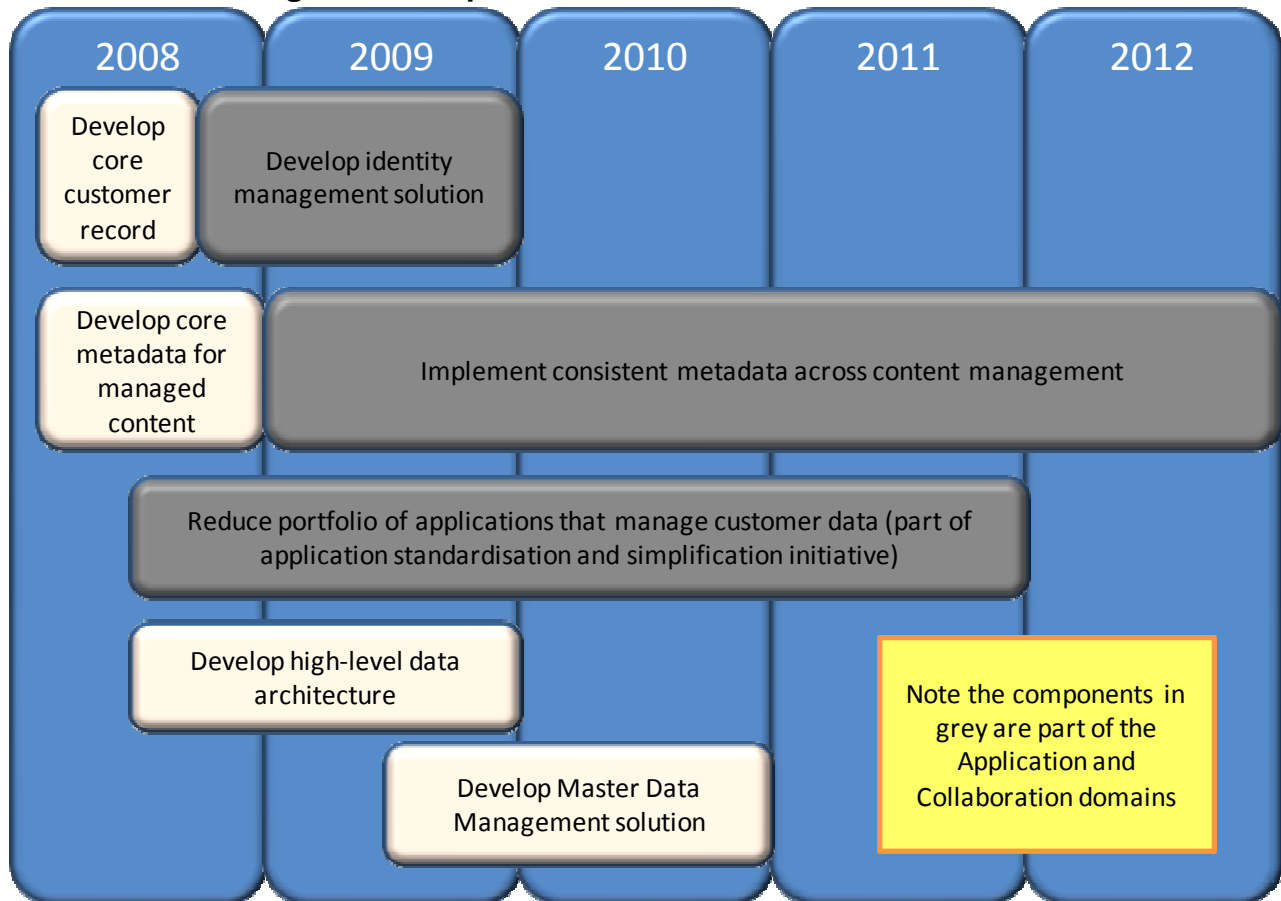 2008 2009 2010 2011 2012
Develop
core
customer
record
Develop identity
management solution
Develop core
metadata for
managed
content
Implement consistent metadata across content management
Reduce portfolio of applications that manage customer data (part of
application standardisation and simplification initiative)
Develop high-level data
architecture
Develop Master Data
Management solution
Note the components in
grey are part of the
Application and
Collaboration domains